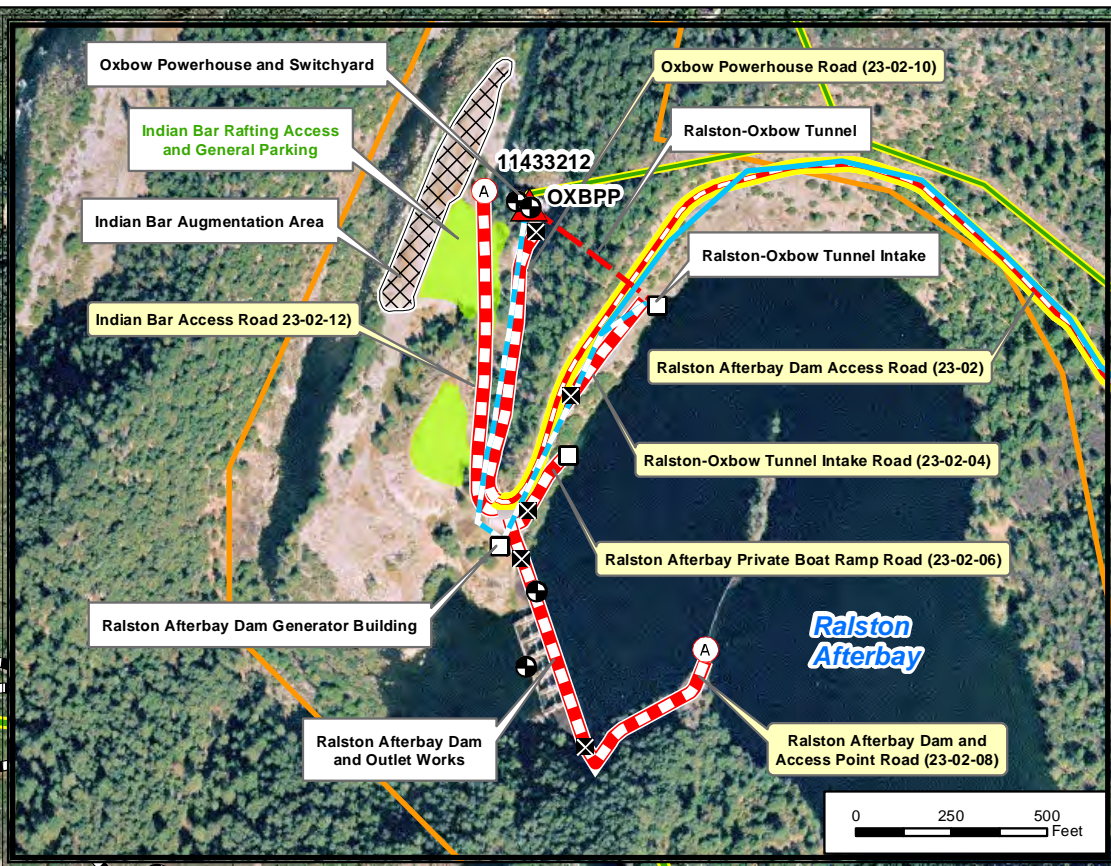 Oxbow Powerhouse and Switchyard
Oxbow Powerhouse Road (23-02-10)
Indian Bar Rafting Access
and General Parking
Ralston-Oxbow Tunnel
11433212
A
OXBPP
Indian Bar Augmentation Area
Ralston-Oxbow Tunnel Intake
Indian Bar Access Road 23-02-12)
Ralston Afterbay Dam Access Road (23-02)
Ralston-Oxbow Tunnel Intake Road (23-02-04)
Ralston Afterbay Private Boat Ramp Road (23-02-06)
Ralston Afterbay Dam Generator Building
Ralston
Afterbay
A
Ralston Afterbay Dam
and Outlet Works
Ralston Afterbay Dam and
Access Point Road (23-02-08)
0 250 500
Feet